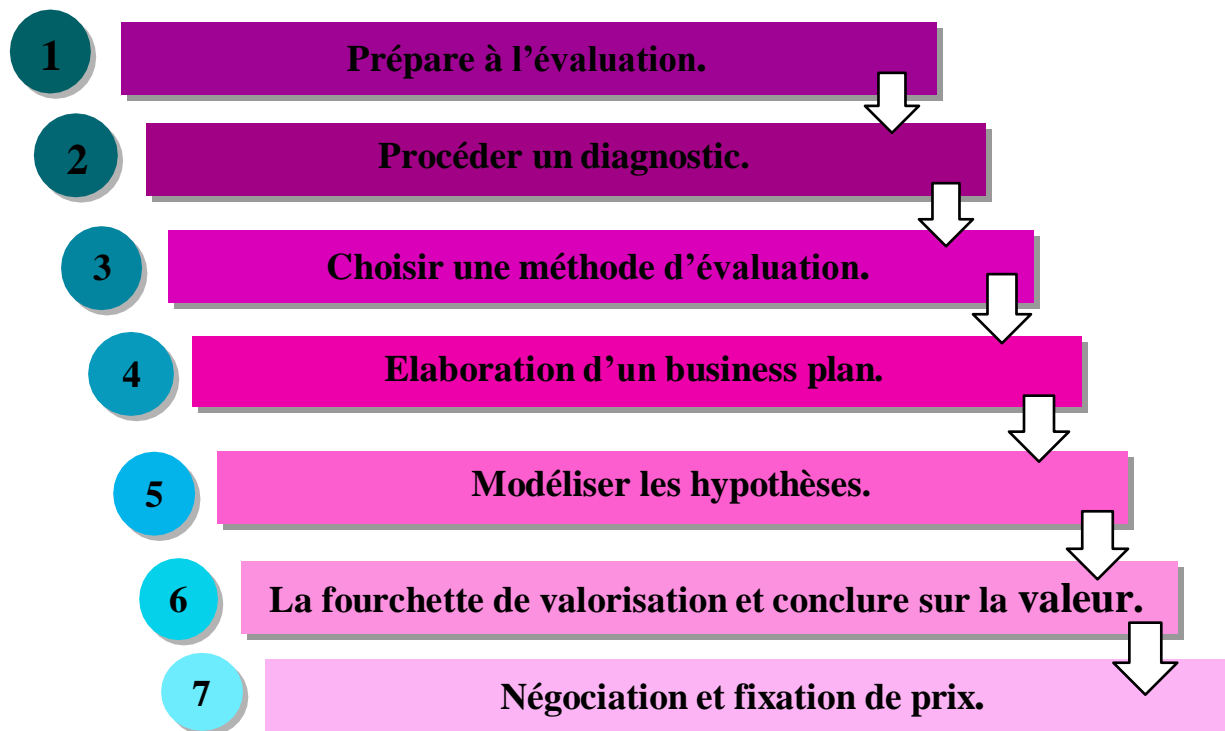 1 Prépare à l’évaluation.
2 Procéder un diagnostic.
3 Choisir une méthode d’évaluation.
4 Elaboration d’un business plan.
5 Modéliser les hypothèses.
6 La fourchette de valorisation et conclure sur la valeur.
7 Négociation et fixation de prix.